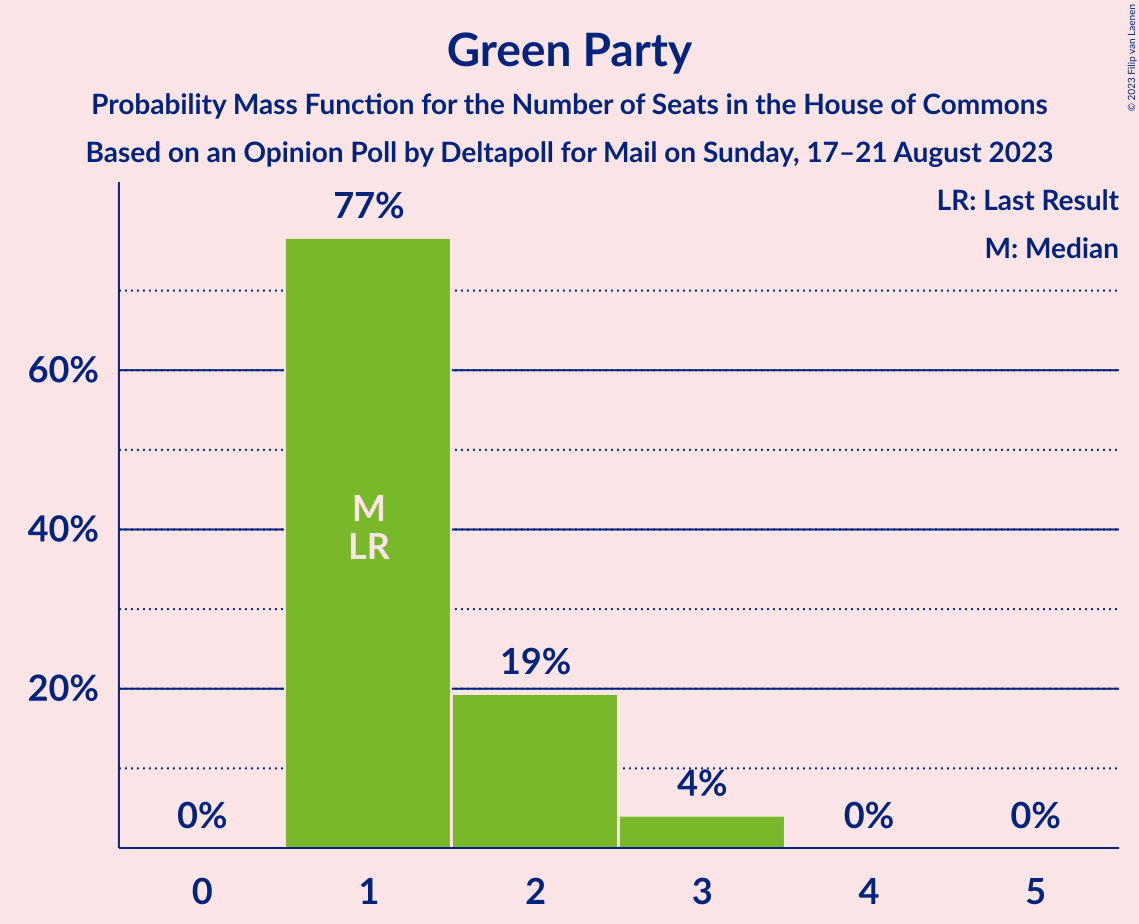 Green Party
Probability Mass Function for the Number of Seats in the House of Commons
Based on an Opinion Poll by Deltapoll for Mail on Sunday, 17–21 August 2023
© 2023 Filip van Laenen
LR: Last Result
M: Median
77%
60%
40%
20%
M
LR
19%
4%
0%
0%
0%
0 1 2 3 4 5